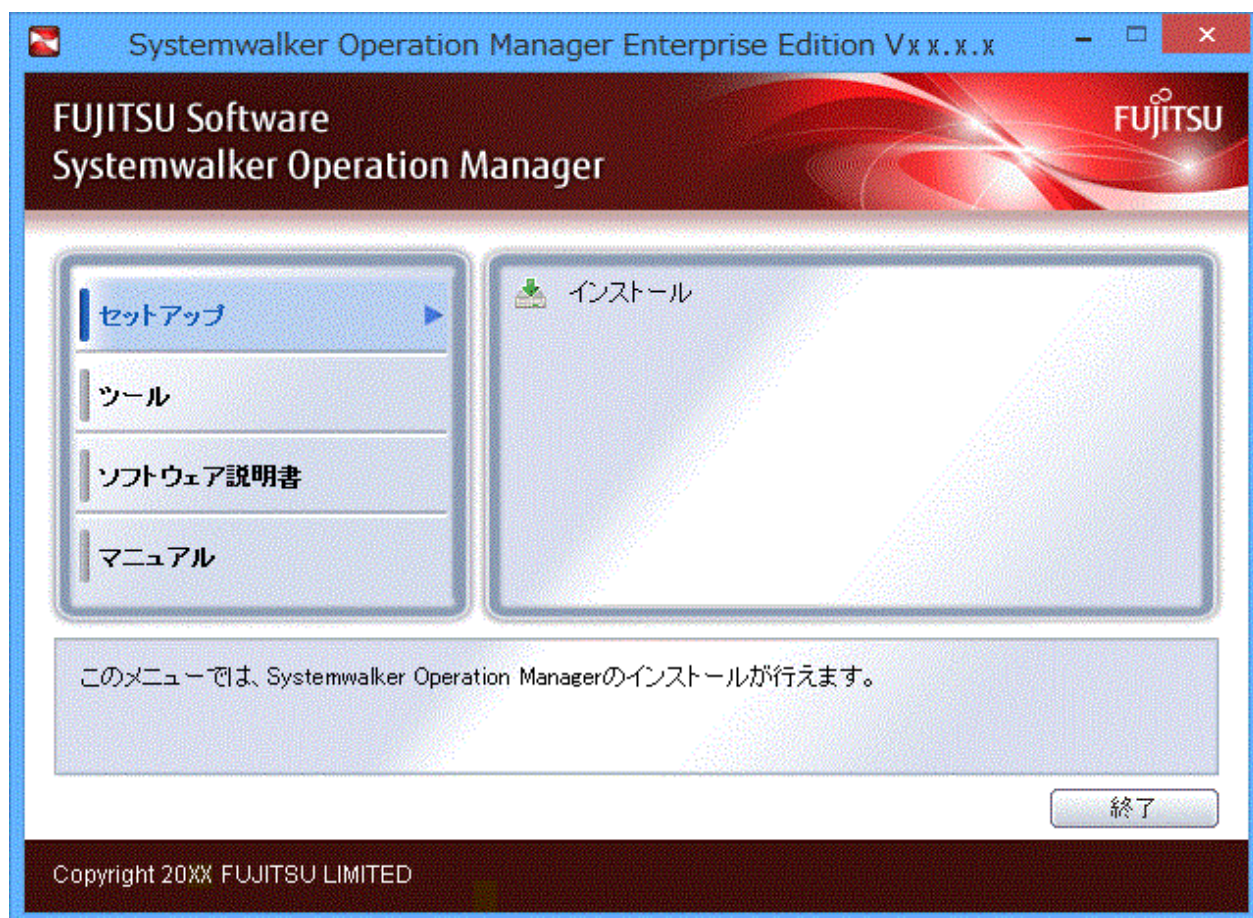 Systemwalker Operation Manager Enterprise Edition Vx x.x.x
FUJITSU Software
Systemwalker Operation Manager
FUJITSU
セットアップ
ツール
ソフトウェア説明書
マニュアル
インストール
このメニューでは、Systemwalker Operation Managerのインストールが行えます。
終了
Copyright 20XX FUJITSU LIMITED